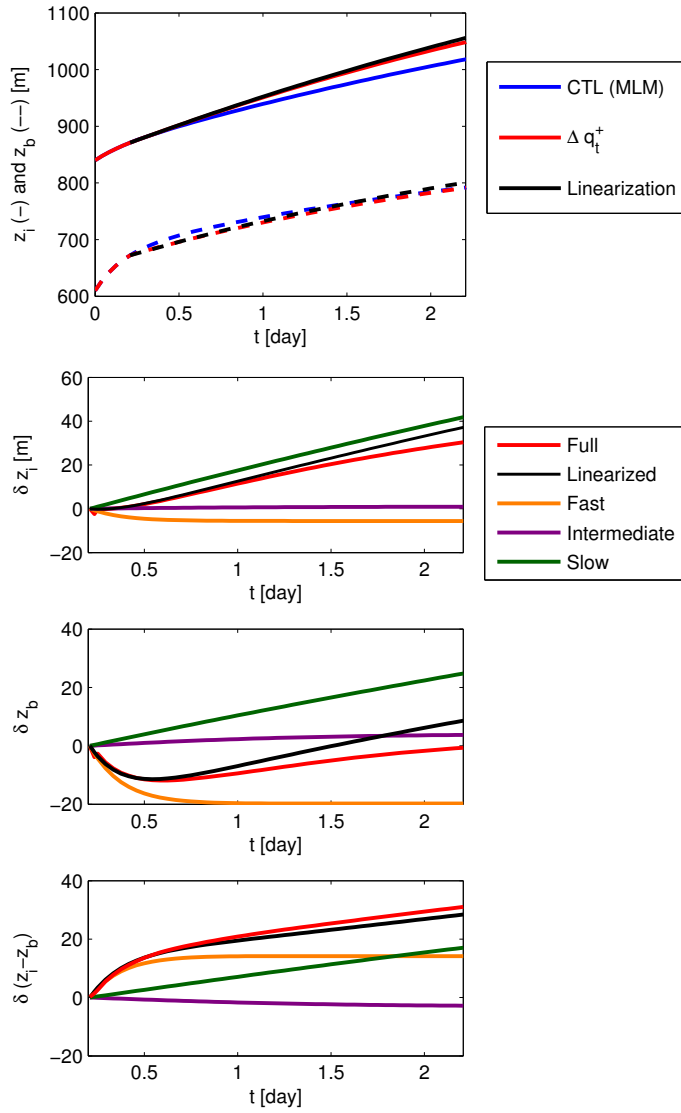 1100
1000
900
800
700
600
z_i (−) and z_b (−−) [m]
0 0.5 1 1.5 2
t [day]
CTL (MLM)
Δ q_t^+
Linearization
60
40
20
0
−20
δ z_i [m]
0.5 1 1.5 2
t [day]
Full
Linearized
Fast
Intermediate
Slow
40
20
0
−20
δ z_b
0.5 1 1.5 2
t [day]
40
20
0
−20
δ (z_i−z_b)
0.5 1 1.5 2
t [day]